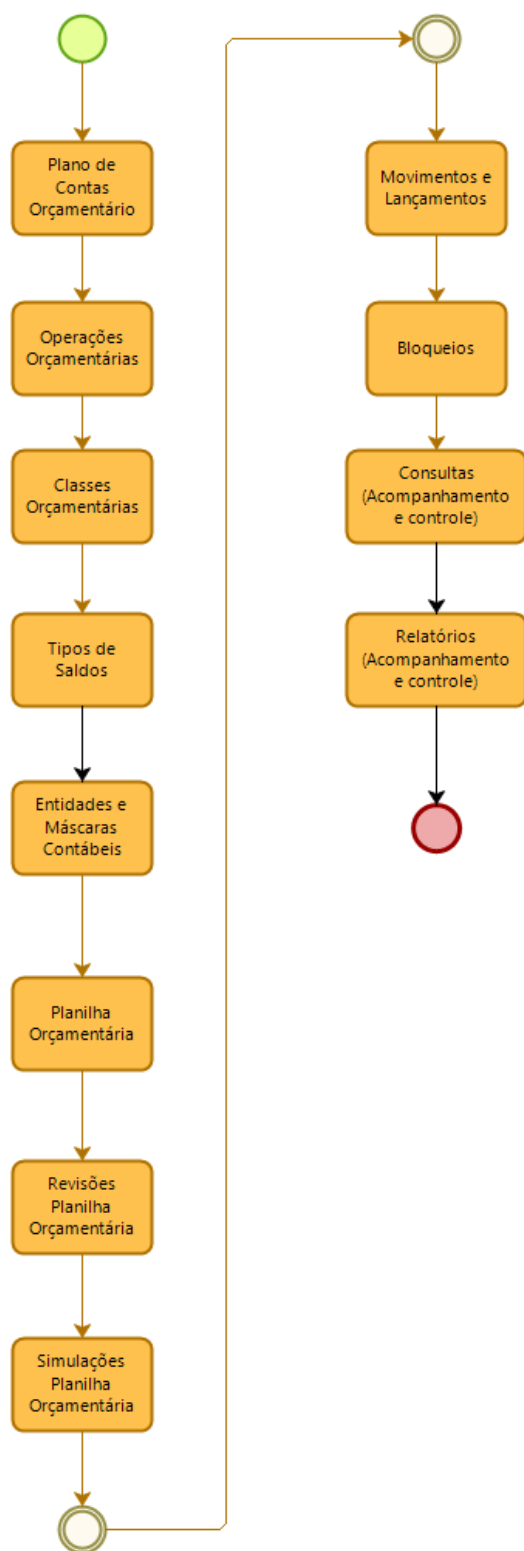 Plano de
Contas
Orçamentário
Operações
Orçamentárias
Classes
Orçamentárias
Tipos de
Saldos
Entidades e
Máscaras
Contábeis
Planilha
Orçamentária
Revisões
Planilha
Orçamentária
Simulações
Planilha
Orçamentária
Movimentos e
Lançamentos
Bloqueios
Consultas
(Acompanhamento
e controle)
Relatórios
(Acompanhamento
e controle)